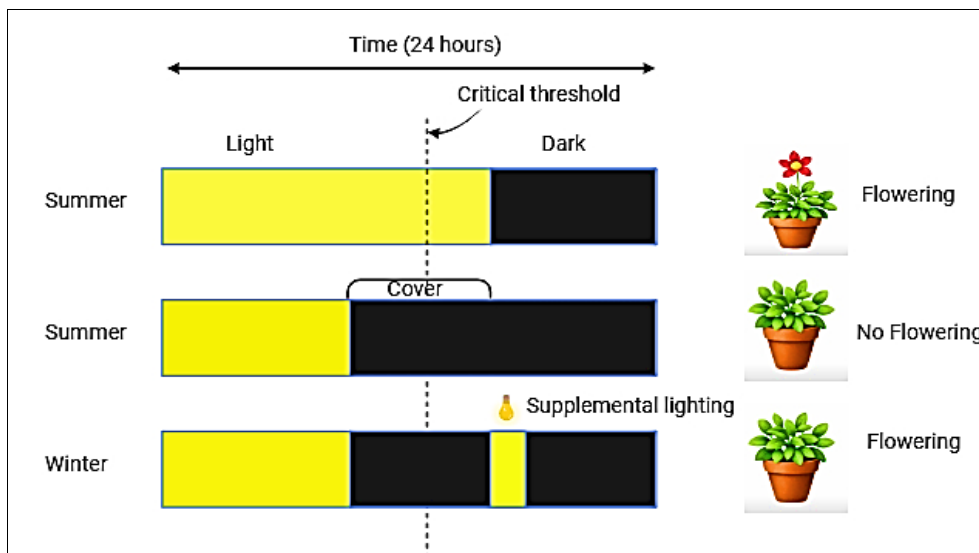 Time (24 hours)
Critical threshold
Light
Dark
Summer
Flowering
Cover
Summer
No Flowering
Supplemental lighting
Winter
Flowering